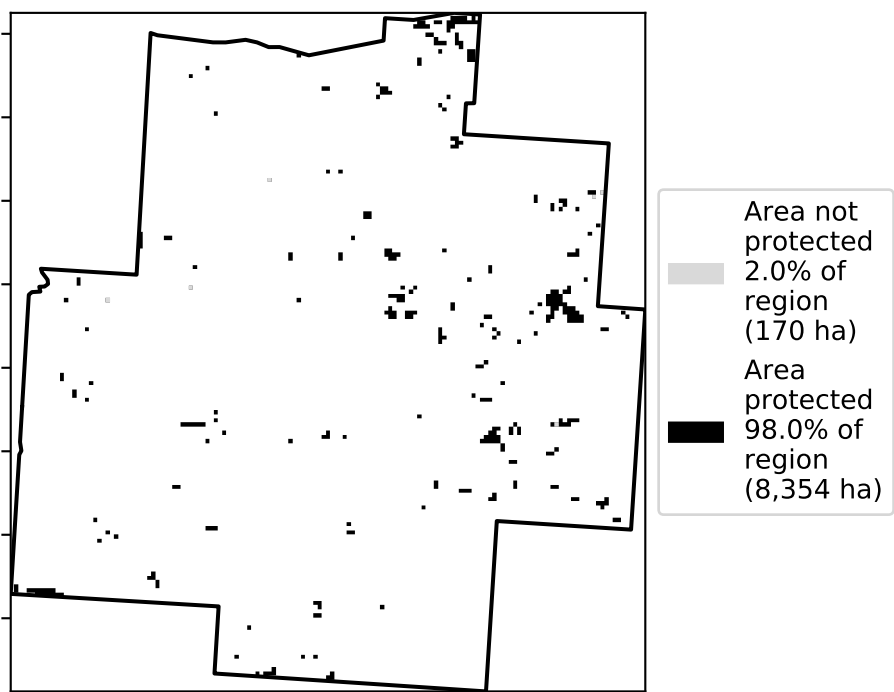 Area not
protected
2.0% of
region
(170 ha)
Area
protected
98.0% of
region
(8,354 ha)